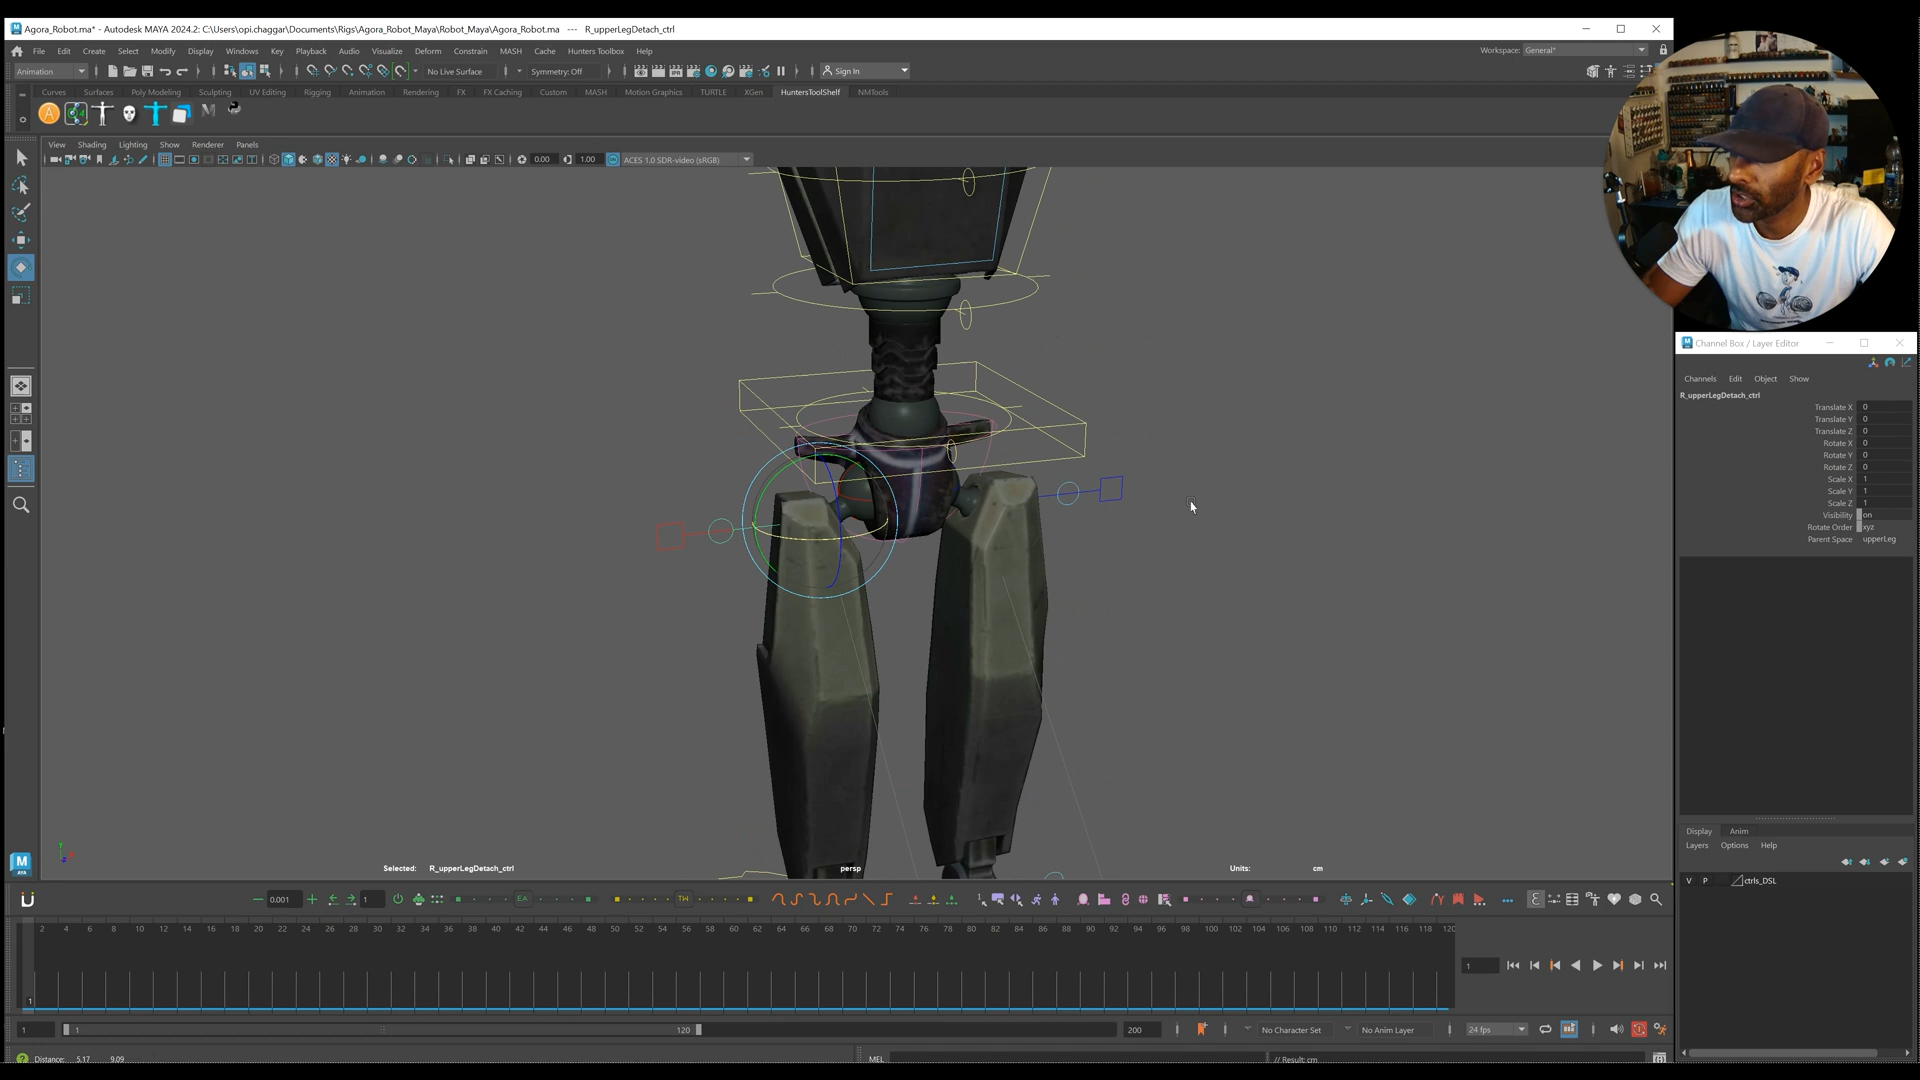 Agora_Robot.ma* - Autodesk MAYA 2024.2: C:\Users\opi.chaggar\Documents\Rigs\Agora_Robot_Maya\Robot_Maya\Agora_Robot.ma --- R_upperLegDetach_ctrl
File Edit Create Select Modify Display Windows Key Playback Audio Visualize Deform Constrain MASH Cache Hunters Toolbox Help
Workspace: General*
Animation No Live Surface Symmetry: Off Sign In
Curves Surfaces Poly Modeling Sculpting UV Editing Rigging Animation Rendering FX FX Caching Custom MASH Motion Graphics TURTLE XGen HuntersToolShelf NMTools
View Shading Lighting Show Renderer Panels
0.00 1.00 ACES 1.0 SDR-video (sRGB)
Channel Box / Layer Editor
Channels Edit Object Show
R_upperLegDetach_ctrl
Translate X 0
Translate Y 0
Translate Z 0
Rotate X 0
Rotate Y 0
Rotate Z 0
Scale X 1
Scale Y 1
Scale Z 1
Visibility on
Rotate Order xyz
Parent Space upperLeg
Display Anim
Layers Options Help
V P ctrls_DSL
Selected: R_upperLegDetach_ctrl persp Units: cm
0.001 1 EA TW
2 4 6 8 10 12 14 16 18 20 22 24 26 28 30 32 34 36 38 40 42 44 46 48 50 52 54 56 58 60 62 64 66 68 70 72 74 76 78 80 82 84 86 88 90 92 94 96 98 100 102 104 106 108 110 112 114 116 118 120
1
1
1 1 120 200 No Character Set No Anim Layer 24 fps
Distance: 5.17 9.09 MEL // Result: cm